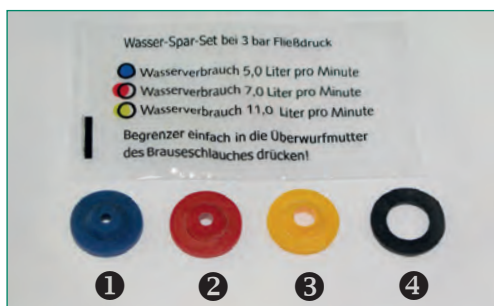 Wasser-Spar-Set bei 3 bar Fließdruck
Wasserverbrauch 5,0 Liter pro Minute
Wasserverbrauch 7,0 Liter pro Minute
Wasserverbrauch 11,0 Liter pro Minute
Begrenzer einfach in die Überwurfmutter
des Brauseschlauches drücken!
1 2 3 4